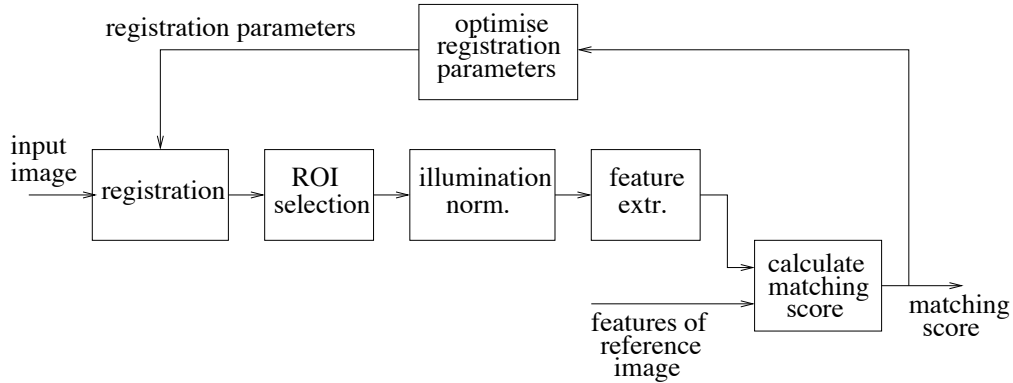 registration parameters
optimise
registration
parameters
input
image
registration
ROI
selection
illumination
norm.
feature
extr.
calculate
matching
score
features of
reference
image
matching
score